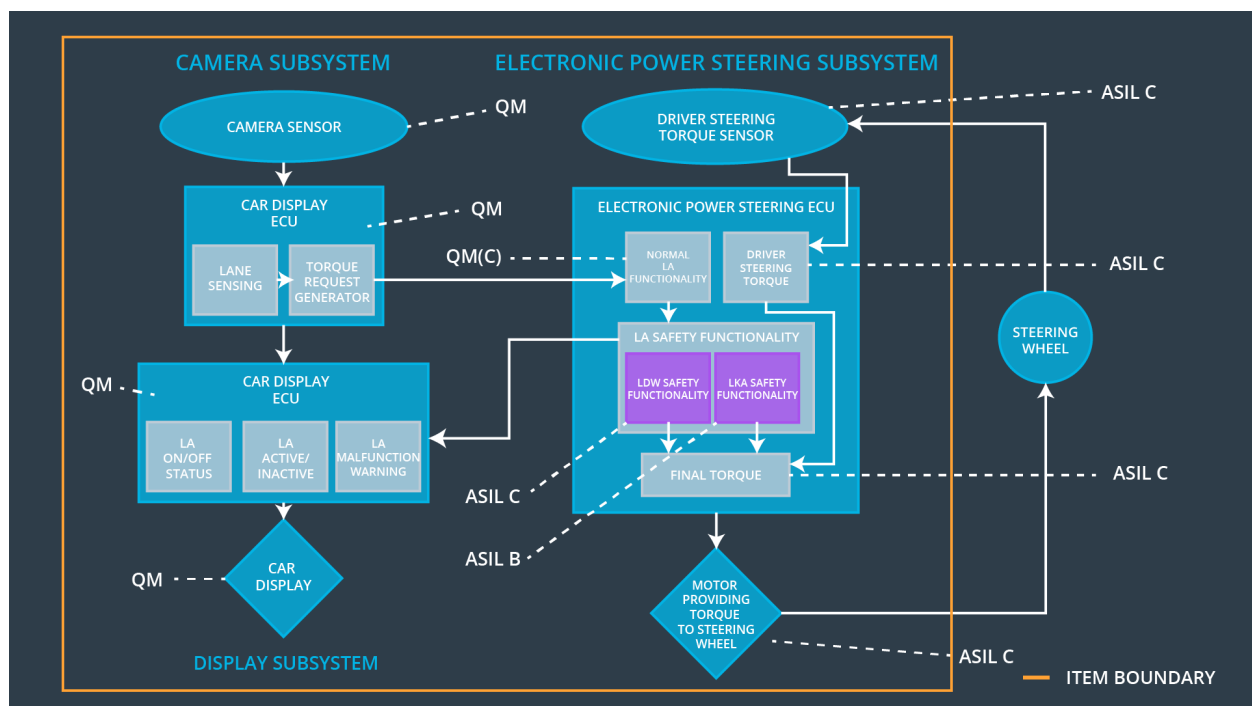 CAMERA SUBSYSTEM
ELECTRONIC POWER STEERING SUBSYSTEM
CAMERA SENSOR
QM
DRIVER STEERING
TORQUE SENSOR
ASIL C
CAR DISPLAY
ECU
QM
LANE
SENSING
TORQUE
REQUEST
GENERATOR
ELECTRONIC POWER STEERING ECU
QM(C)
NORMAL
LA
FUNCTIONALITY
DRIVER
STEERING
TORQUE
ASIL C
LA SAFETY FUNCTIONALITY
LDW SAFETY
FUNCTIONALITY
LKA SAFETY
FUNCTIONALITY
STEERING
WHEEL
QM
CAR DISPLAY
ECU
LA
ON/OFF
STATUS
LA
ACTIVE/
INACTIVE
LA
MALFUNCTION
WARNING
FINAL TORQUE
ASIL C
ASIL C
ASIL B
QM
CAR
DISPLAY
MOTOR
PROVIDING
TORQUE
TO STEERING
WHEEL
ASIL C
DISPLAY SUBSYSTEM
ITEM BOUNDARY